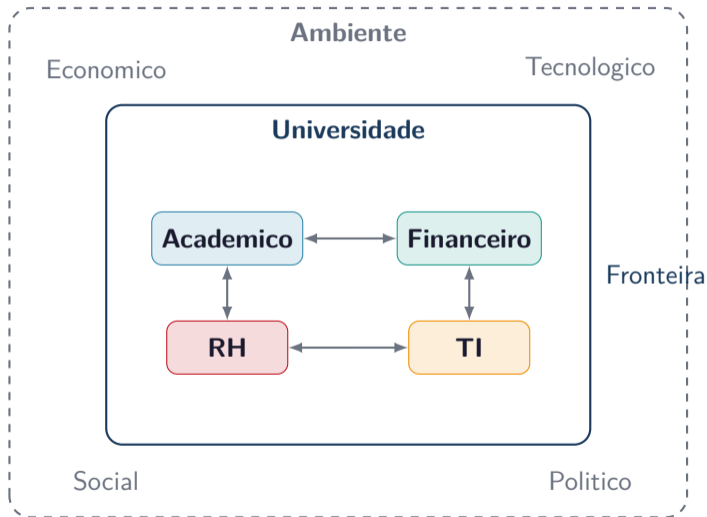 Ambiente
Economico
Tecnologico
Universidade
Academico
Financeiro
Fronteira
RH
TI
Social
Politico